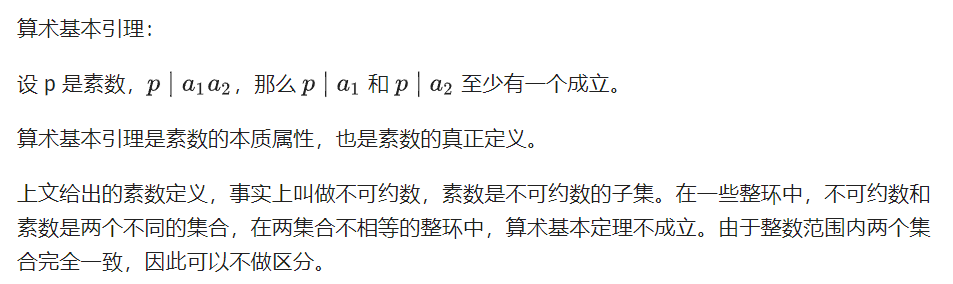 算术基本引理：
设 p 是素数，p | a₁a₂，那么 p | a₁ 和 p | a₂ 至少有一个成立。
算术基本引理是素数的本质属性，也是素数的真正定义。
上文给出的素数定义，事实上叫做不可约数，素数是不可约数的子集。在一些整环中，不可约数和
素数是两个不同的集合，在两集合不相等的整环中，算术基本定理不成立。由于整数范围内两个集
合完全一致，因此可以不做区分。